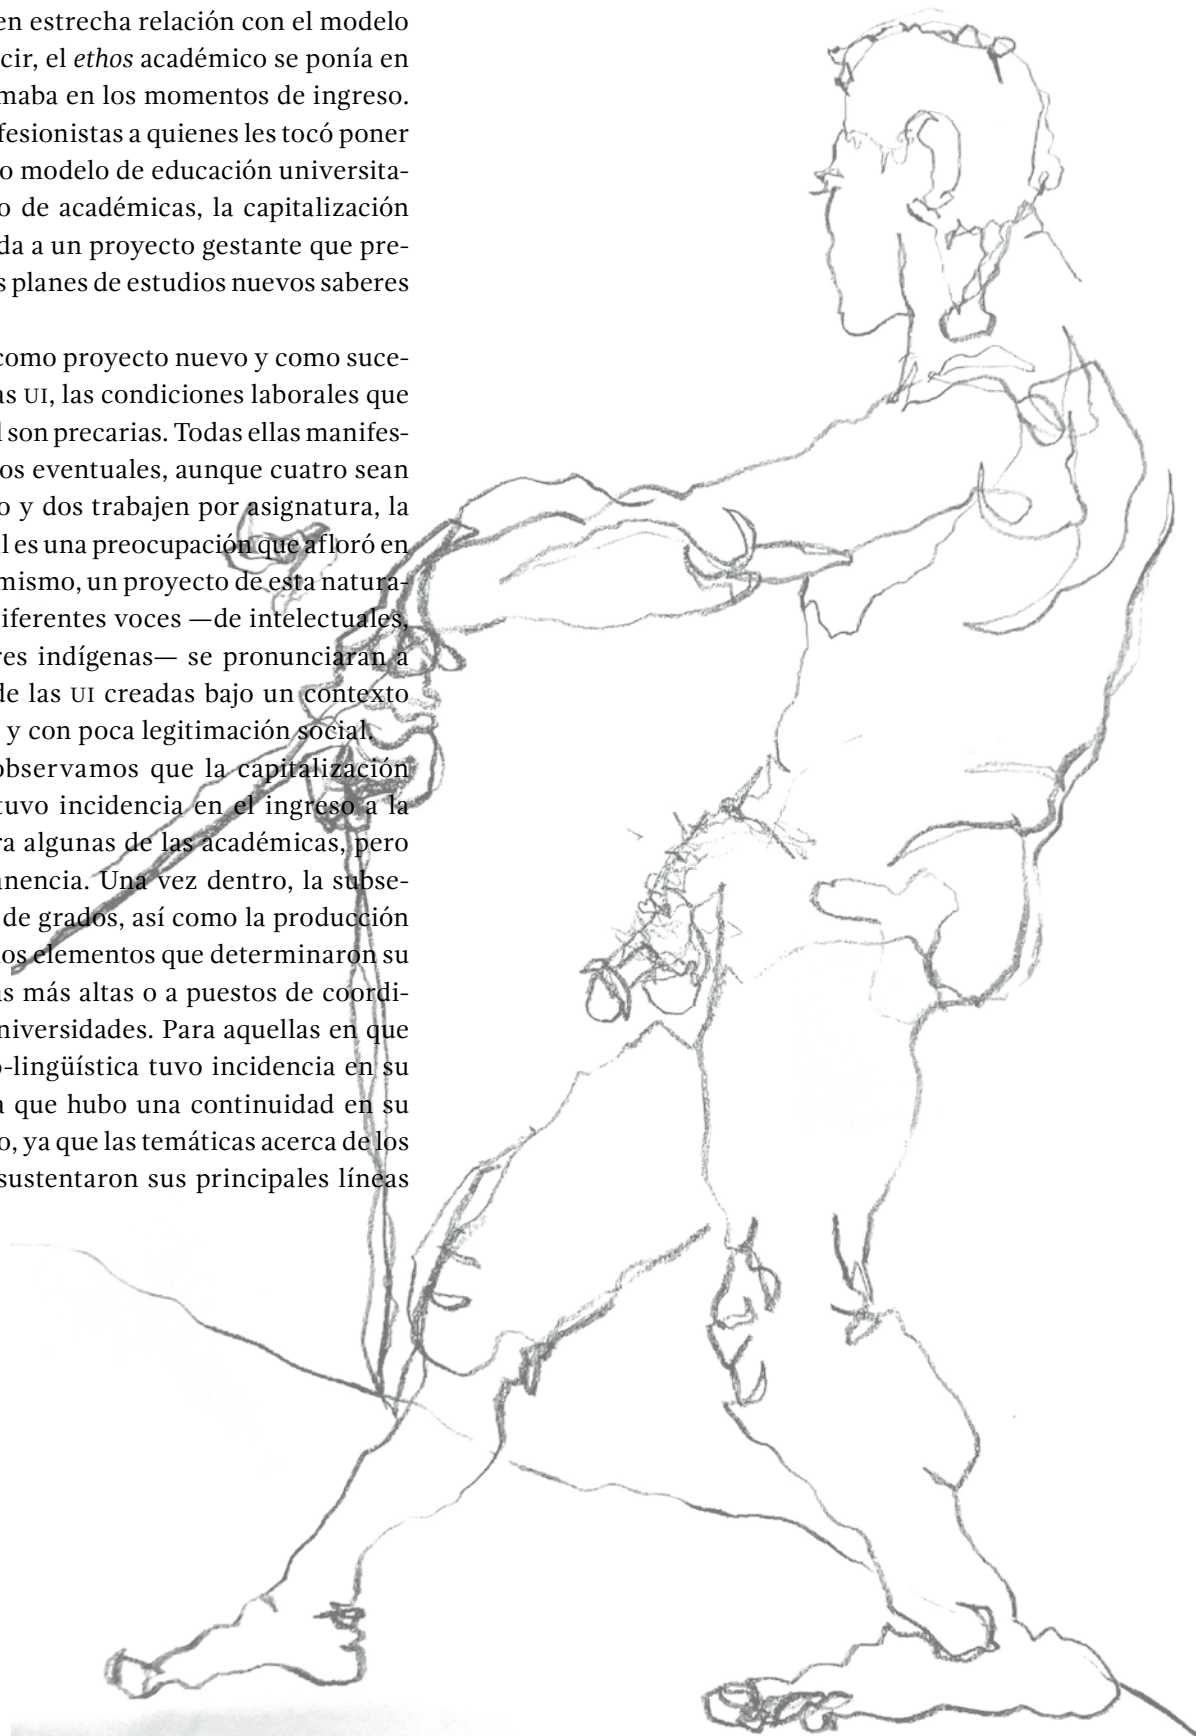 en estrecha relación con el modelo
cir, el ethos académico se ponía en
maba en los momentos de ingreso.
fesionistas a quienes les tocó poner
o modelo de educación universita-
o de académicas, la capitalización
da a un proyecto gestante que pre-
s planes de estudios nuevos saberes
como proyecto nuevo y como suce-
as UI, las condiciones laborales que
l son precarias. Todas ellas manifes-
os eventuales, aunque cuatro sean
o y dos trabajen por asignatura, la
l es una preocupación que afloró en
mismo, un proyecto de esta natura-
iferentes voces —de intelectuales,
res indígenas— se pronunciaran a
de las UI creadas bajo un contexto
y con poca legitimación social.
observamos que la capitalización
tuvo incidencia en el ingreso a la
ra algunas de las académicas, pero
anencia. Una vez dentro, la subse-
de grados, así como la producción
los elementos que determinaron su
as más altas o a puestos de coordi-
niversidades. Para aquellas en que
o-lingüística tuvo incidencia en su
a que hubo una continuidad en su
o, ya que las temáticas acerca de los
sustentaron sus principales líneas